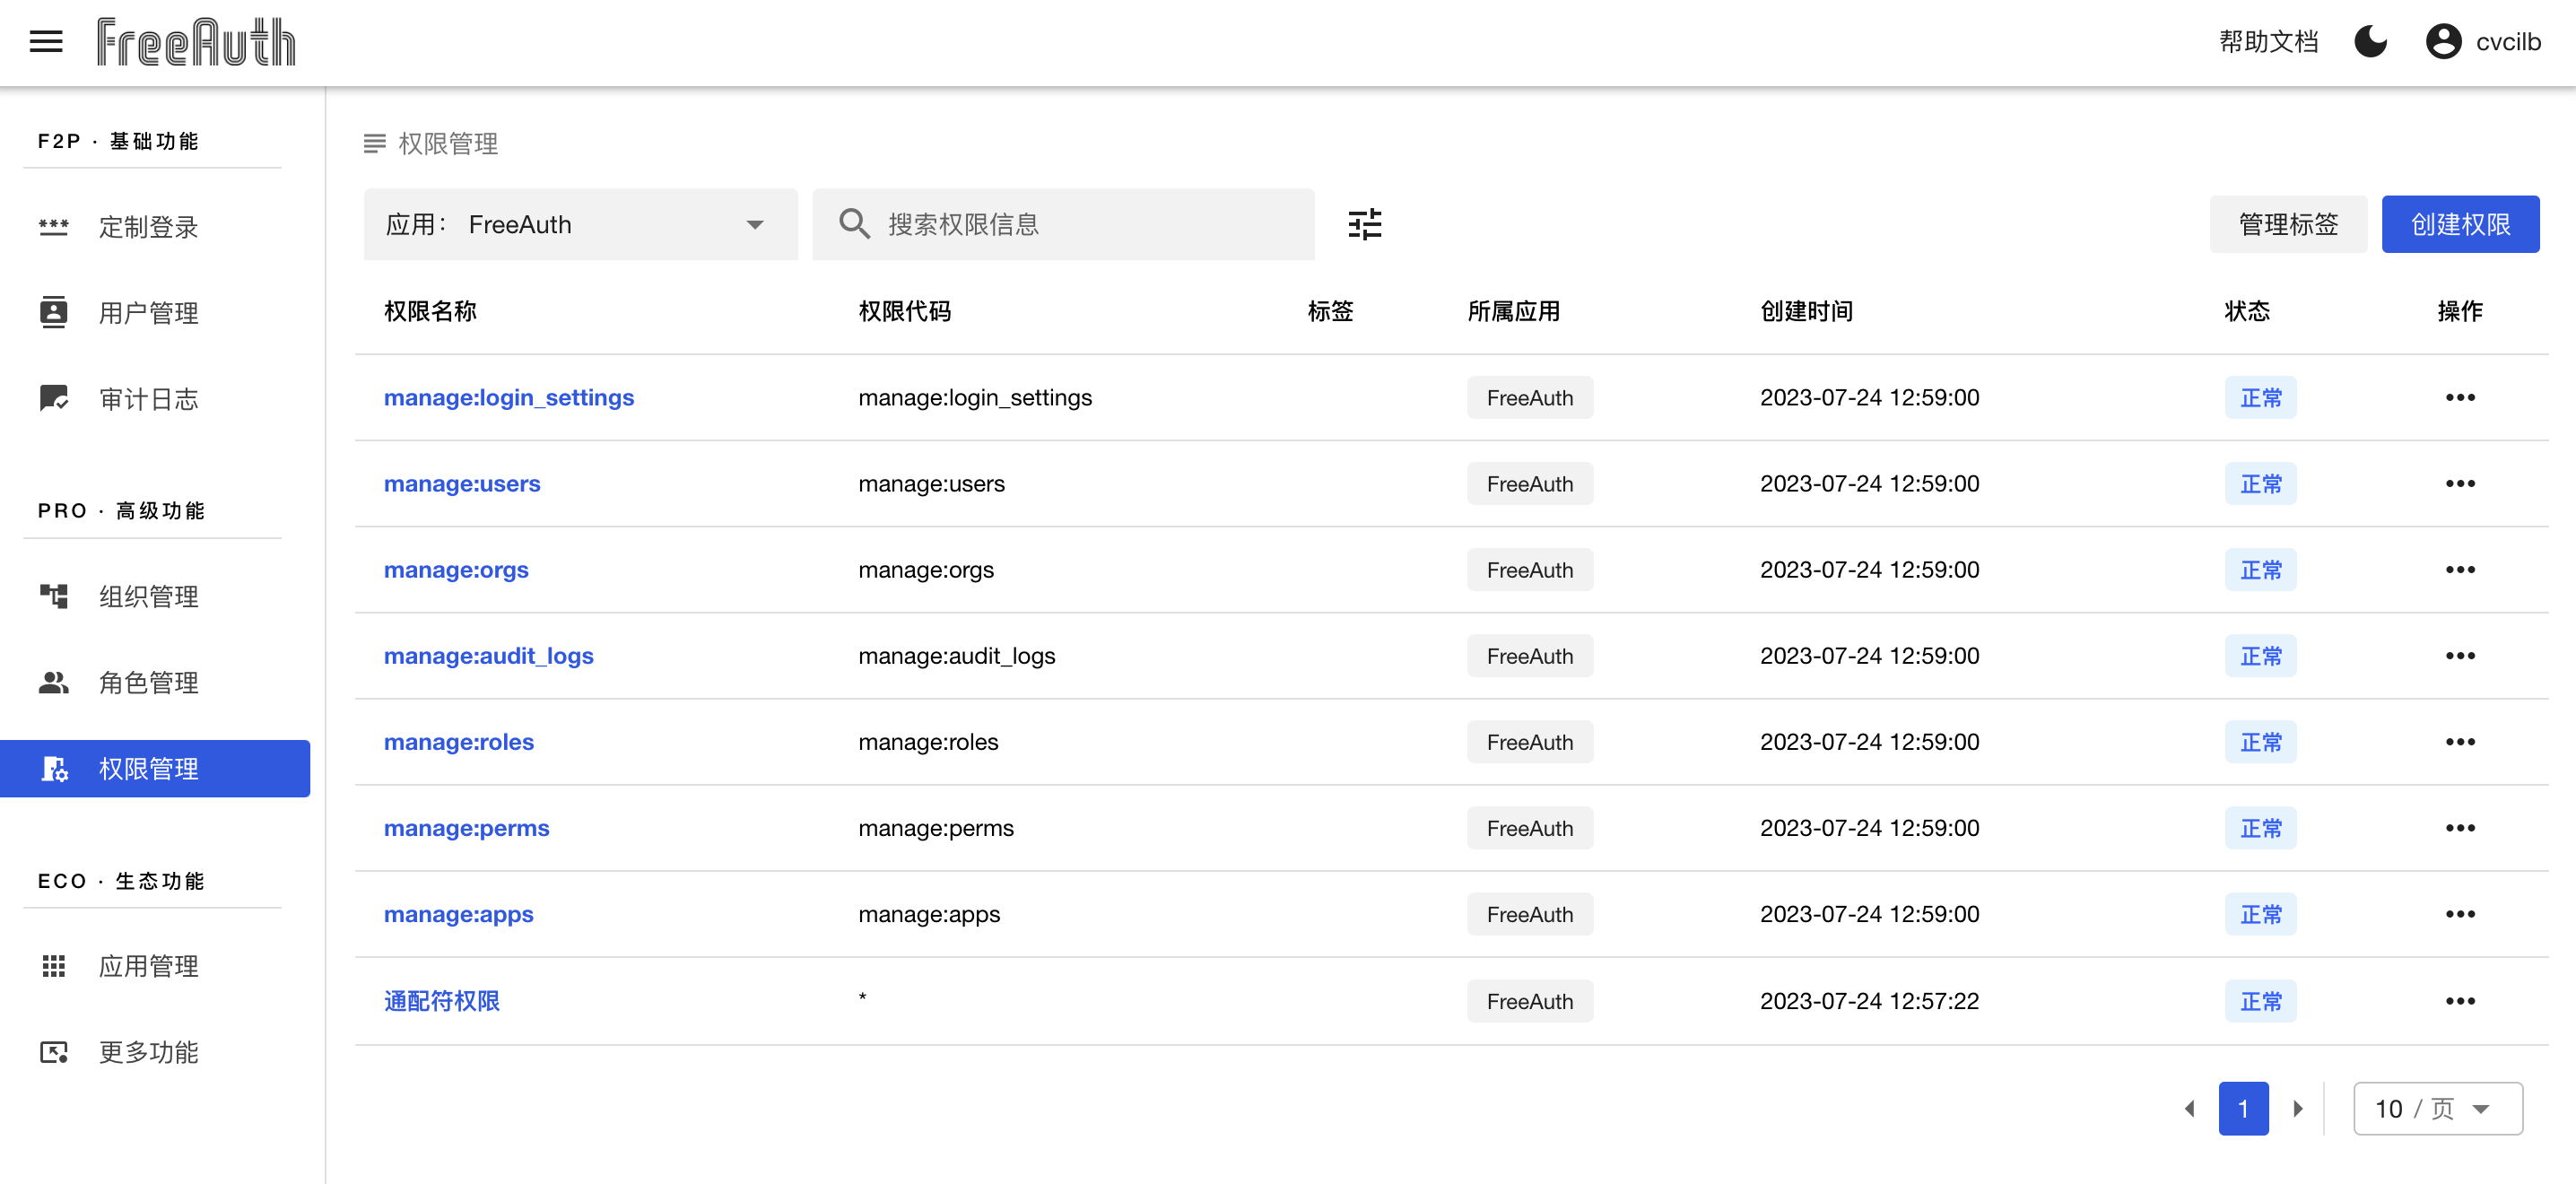 FreeAuth
帮助文档
cvcilb
F2P · 基础功能
定制登录
用户管理
审计日志
PRO · 高级功能
组织管理
角色管理
权限管理
ECO · 生态功能
应用管理
更多功能
权限管理
应用： FreeAuth
搜索权限信息
管理标签
创建权限
权限名称 权限代码 标签 所属应用 创建时间 状态 操作
manage:login_settings manage:login_settings FreeAuth 2023-07-24 12:59:00 正常
manage:users manage:users FreeAuth 2023-07-24 12:59:00 正常
manage:orgs manage:orgs FreeAuth 2023-07-24 12:59:00 正常
manage:audit_logs manage:audit_logs FreeAuth 2023-07-24 12:59:00 正常
manage:roles manage:roles FreeAuth 2023-07-24 12:59:00 正常
manage:perms manage:perms FreeAuth 2023-07-24 12:59:00 正常
manage:apps manage:apps FreeAuth 2023-07-24 12:59:00 正常
通配符权限 * FreeAuth 2023-07-24 12:57:22 正常
1
10 / 页